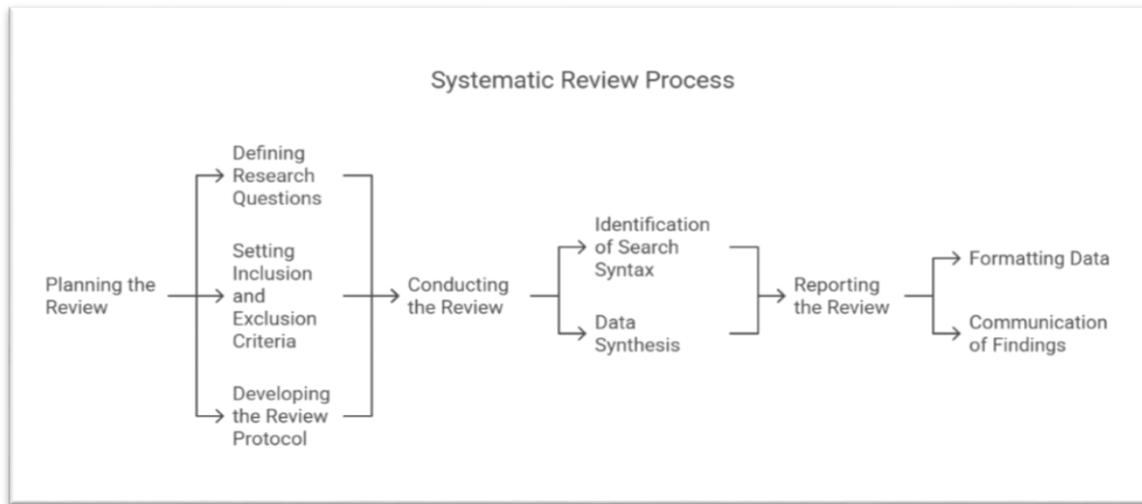 Systematic Review Process
Planning the
Review
Defining
Research
Questions
Setting
Inclusion
and
Exclusion
Criteria
Developing
the Review
Protocol
Conducting
the Review
Identification
of Search
Syntax
Data
Synthesis
Reporting
the Review
Formatting Data
Communication
of Findings